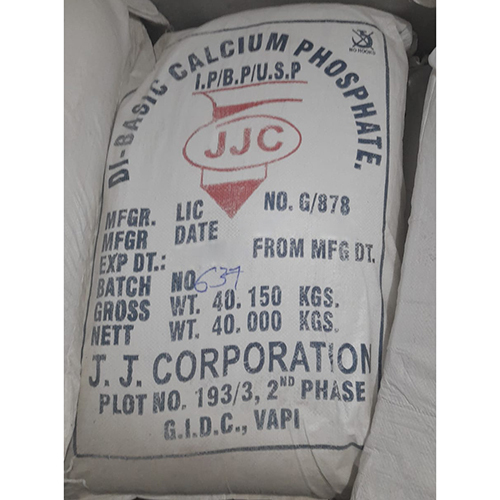 DI-BASIC CALCIUM PHOSPHATE.
NO HOOKS
I.P/B.P/U.S.P
JJC
MFGR. LIC NO. G/878
MFGR DATE
EXP DT.: FROM MFG DT.
BATCH NO 637
GROSS WT. 40.150 KGS.
NETT WT. 40.000 KGS.
J. J. CORPORATION
PLOT NO. 193/3, 2ND PHASE
G.I.D.C., VAPI